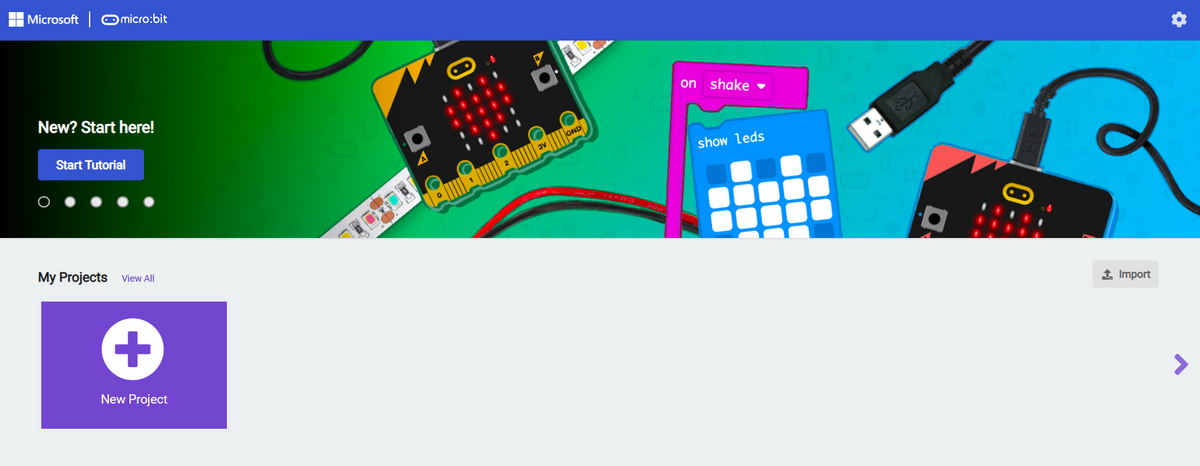 Microsoft
micro:bit
New? Start here!
Start Tutorial
on shake
show leds
A
B
0
1
2
3V
GND
My Projects
View All
Import
New Project